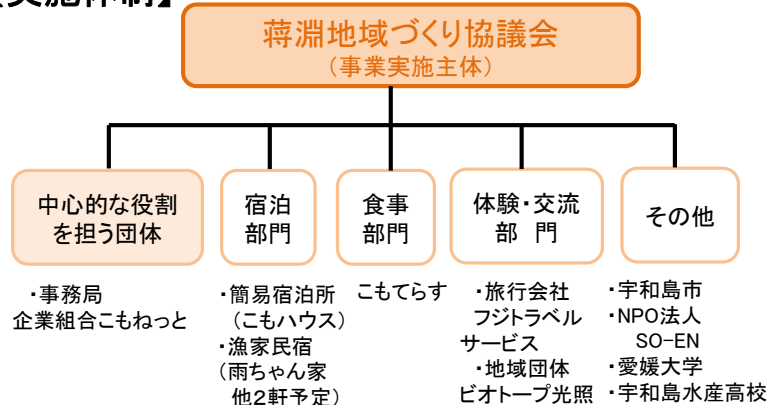 実施体制】
蒋淵地域づくり協議会
(事業実施主体)
中心的な役割
を担う団体
宿泊
部門
食事
部門
体験・交流
部 門
その他
・事務局
企業組合こもねっと
・簡易宿泊所
(こもハウス)
・漁家民宿
(雨ちゃん家
他2軒予定)
こもてらす
・旅行会社
フジトラベル
サービス
・地域団体
ビオトープ光照
・宇和島市
・NPO法人
SO-EN
・愛媛大学
・宇和島水産高校